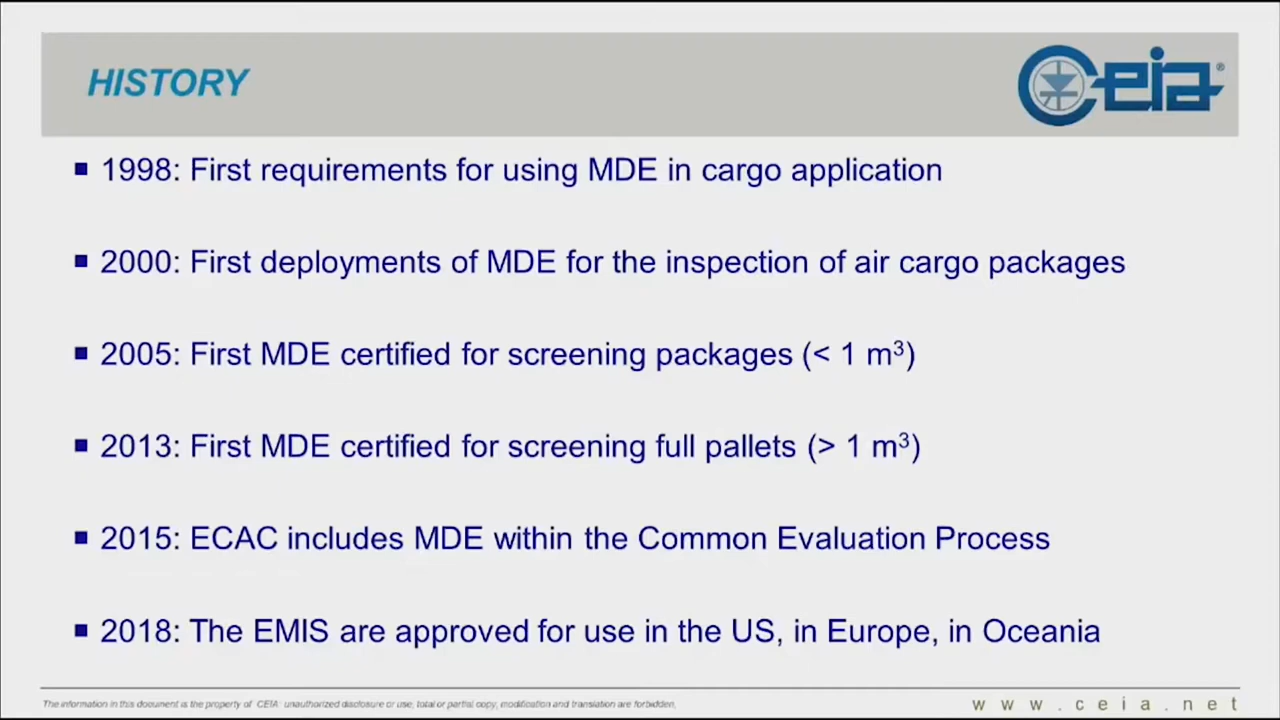 HISTORY
ceia®
■ 1998: First requirements for using MDE in cargo application
■ 2000: First deployments of MDE for the inspection of air cargo packages
■ 2005: First MDE certified for screening packages (< 1 m³)
■ 2013: First MDE certified for screening full pallets (> 1 m³)
■ 2015: ECAC includes MDE within the Common Evaluation Process
■ 2018: The EMIS are approved for use in the US, in Europe, in Oceania
The information in this document is the property of CEIA: unauthorized disclosure or use, total or partial copy, modification and translation are forbidden.
www.ceia.net